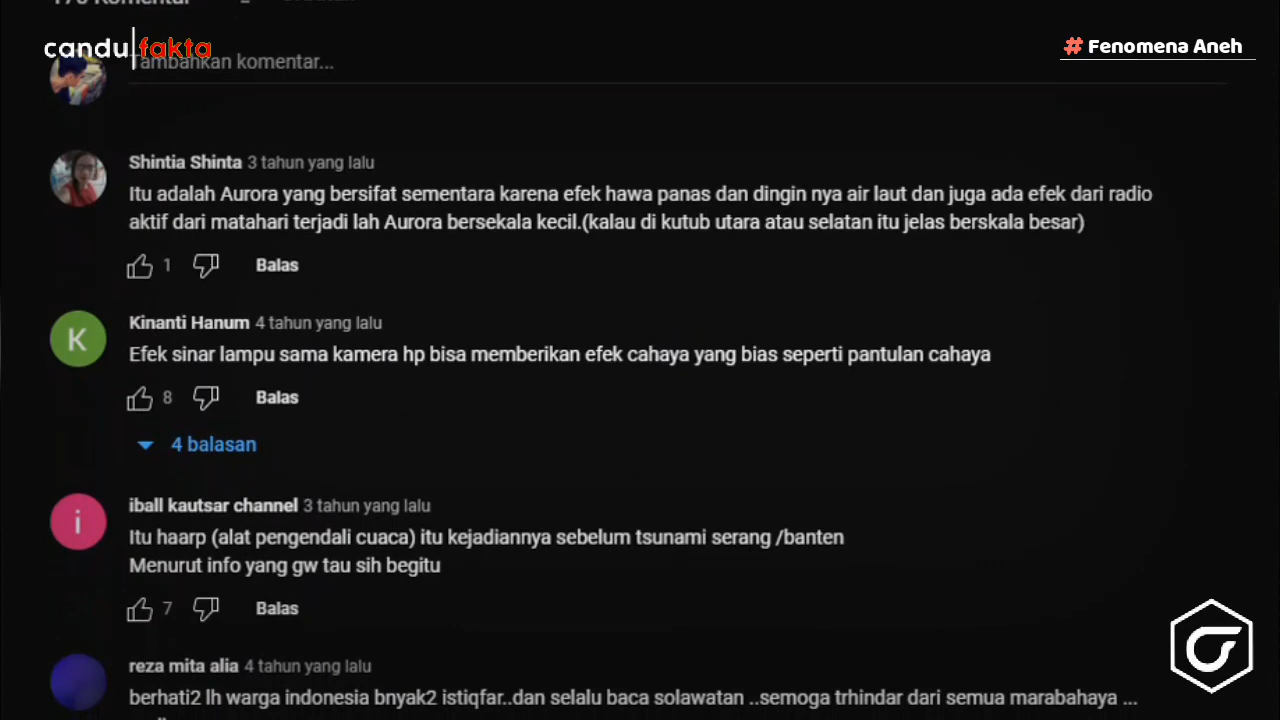 candu fakta
# Fenomena Aneh
Tambahkan komentar...
Shintia Shinta 3 tahun yang lalu
Itu adalah Aurora yang bersifat sementara karena efek hawa panas dan dingin nya air laut dan juga ada efek dari radio
aktif dari matahari terjadi lah Aurora bersekala kecil.(kalau di kutub utara atau selatan itu jelas berskala besar)
1 Balas
K
Kinanti Hanum 4 tahun yang lalu
Efek sinar lampu sama kamera hp bisa memberikan efek cahaya yang bias seperti pantulan cahaya
8 Balas
4 balasan
i
iball kautsar channel 3 tahun yang lalu
Itu haarp (alat pengendali cuaca) itu kejadiannya sebelum tsunami serang /banten
Menurut info yang gw tau sih begitu
7 Balas
reza mita alia 4 tahun yang lalu
berhati2 lh warga indonesia bnyak2 istiqfar..dan selalu baca solawatan ..semoga trhindar dari semua marabahaya ...